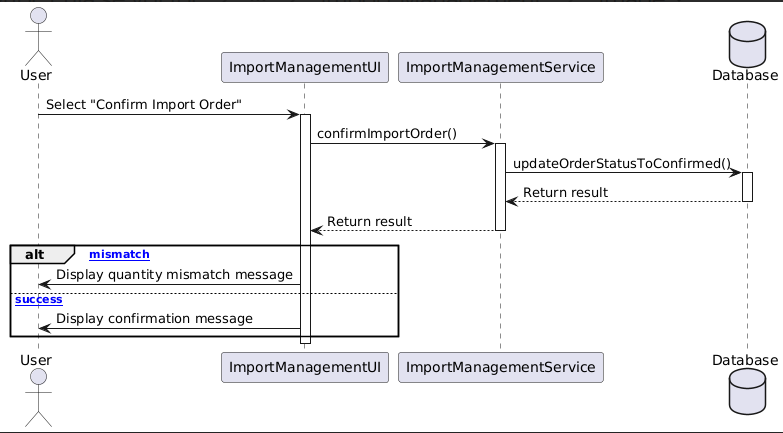 User
ImportManagementUI
ImportManagementService
Database
Select "Confirm Import Order"
confirmImportOrder()
updateOrderStatusToConfirmed()
Return result
Return result
alt
mismatch
Display quantity mismatch message
success
Display confirmation message
User
ImportManagementUI
ImportManagementService
Database